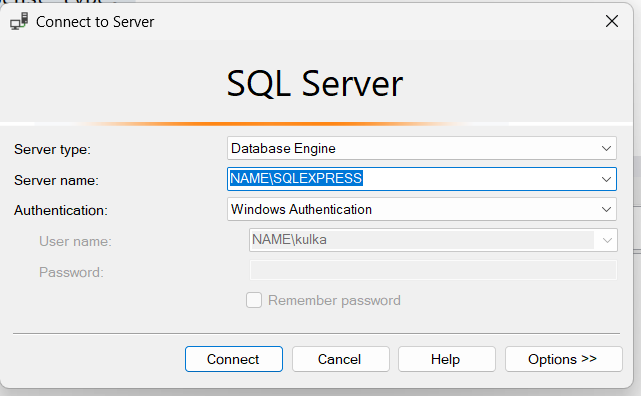 Connect to Server
SQL Server
Server type: Database Engine
Server name: NAME\SQLEXPRESS
Authentication: Windows Authentication
User name: NAME\kulka
Password:
Remember password
Connect Cancel Help Options >>